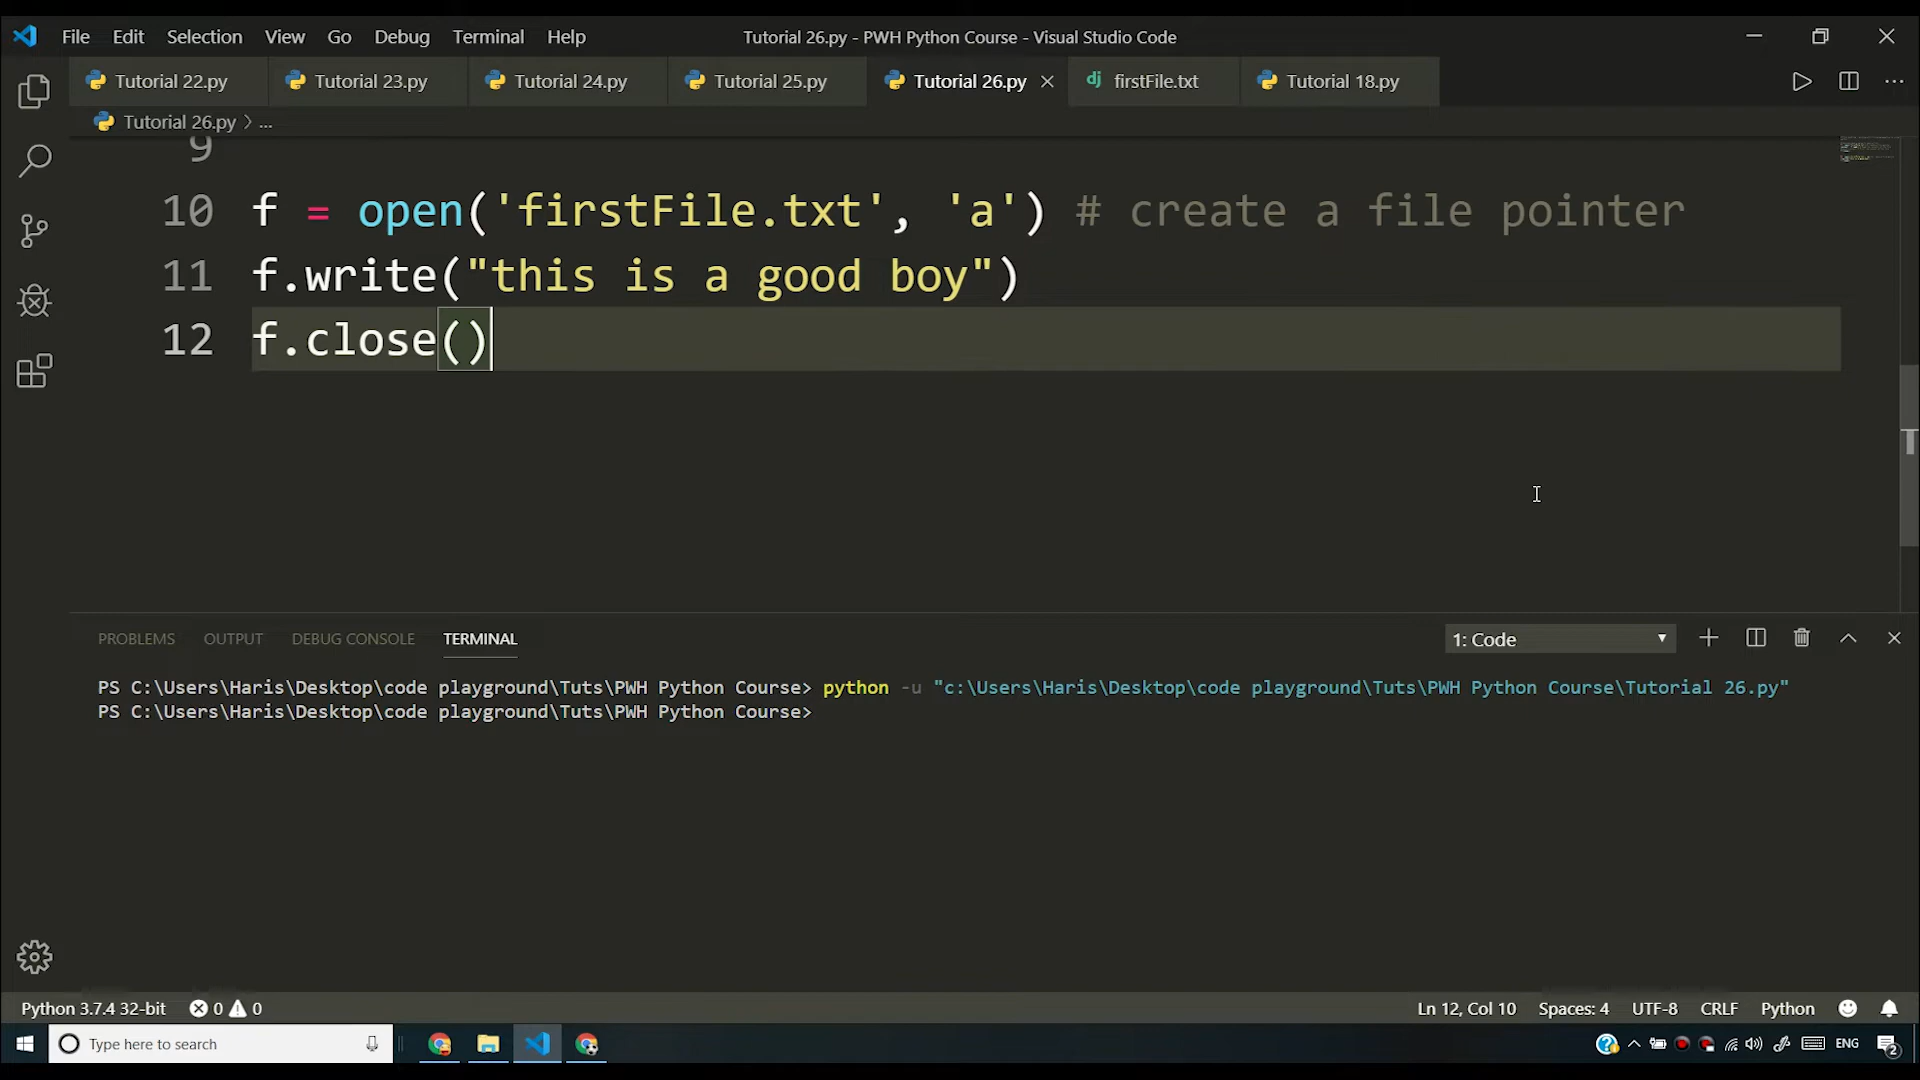 File Edit Selection View Go Debug Terminal Help
Tutorial 26.py - PWH Python Course - Visual Studio Code
Tutorial 22.py Tutorial 23.py Tutorial 24.py Tutorial 25.py Tutorial 26.py firstFile.txt Tutorial 18.py
Tutorial 26.py > ...
9
10 f = open('firstFile.txt', 'a') # create a file pointer
11 f.write("this is a good boy")
12 f.close()
PROBLEMS OUTPUT DEBUG CONSOLE TERMINAL 1: Code
PS C:\Users\Haris\Desktop\code playground\Tuts\PWH Python Course> python -u "c:\Users\Haris\Desktop\code playground\Tuts\PWH Python Course\Tutorial 26.py"
PS C:\Users\Haris\Desktop\code playground\Tuts\PWH Python Course>
Python 3.7.4 32-bit 0 0 Ln 12, Col 10 Spaces: 4 UTF-8 CRLF Python
Type here to search ENG 2